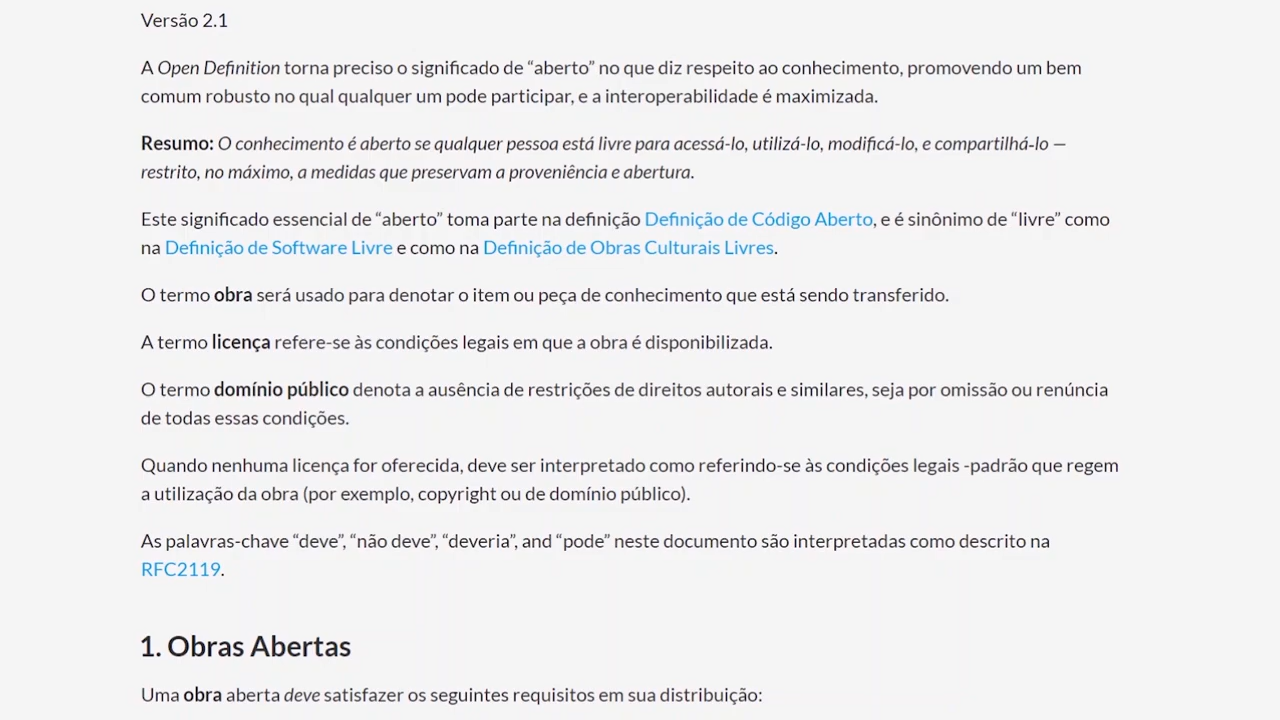 Versão 2.1
A Open Definition torna preciso o significado de “aberto” no que diz respeito ao conhecimento, promovendo um bem
comum robusto no qual qualquer um pode participar, e a interoperabilidade é maximizada.
Resumo: O conhecimento é aberto se qualquer pessoa está livre para acessá-lo, utilizá-lo, modificá-lo, e compartilhá-lo —
restrito, no máximo, a medidas que preservam a proveniência e abertura.
Este significado essencial de “aberto” toma parte na definição Definição de Código Aberto, e é sinônimo de “livre” como
na Definição de Software Livre e como na Definição de Obras Culturais Livres.
O termo obra será usado para denotar o item ou peça de conhecimento que está sendo transferido.
A termo licença refere-se às condições legais em que a obra é disponibilizada.
O termo domínio público denota a ausência de restrições de direitos autorais e similares, seja por omissão ou renúncia
de todas essas condições.
Quando nenhuma licença for oferecida, deve ser interpretado como referindo-se às condições legais -padrão que regem
a utilização da obra (por exemplo, copyright ou de domínio público).
As palavras-chave “deve”, “não deve”, “deveria”, and “pode” neste documento são interpretadas como descrito na
RFC2119.
1. Obras Abertas
Uma obra aberta deve satisfazer os seguintes requisitos em sua distribuição: